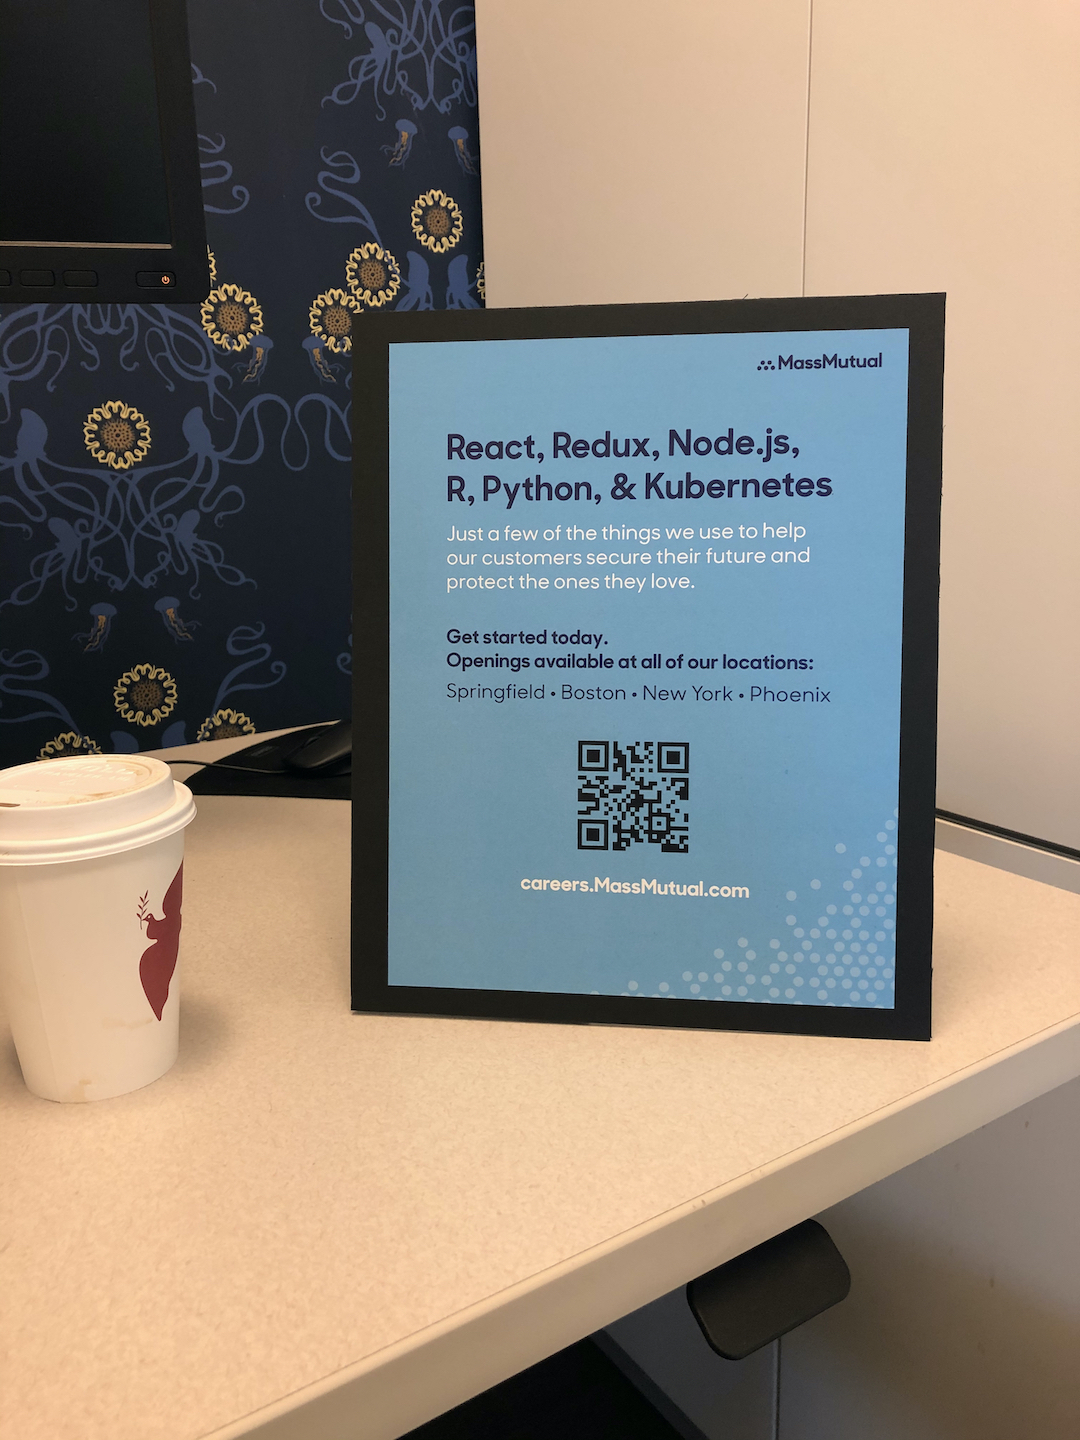 MassMutual
React, Redux, Node.js,
R, Python, & Kubernetes
Just a few of the things we use to help
our customers secure their future and
protect the ones they love.
Get started today.
Openings available at all of our locations:
Springfield • Boston • New York • Phoenix
careers.MassMutual.com